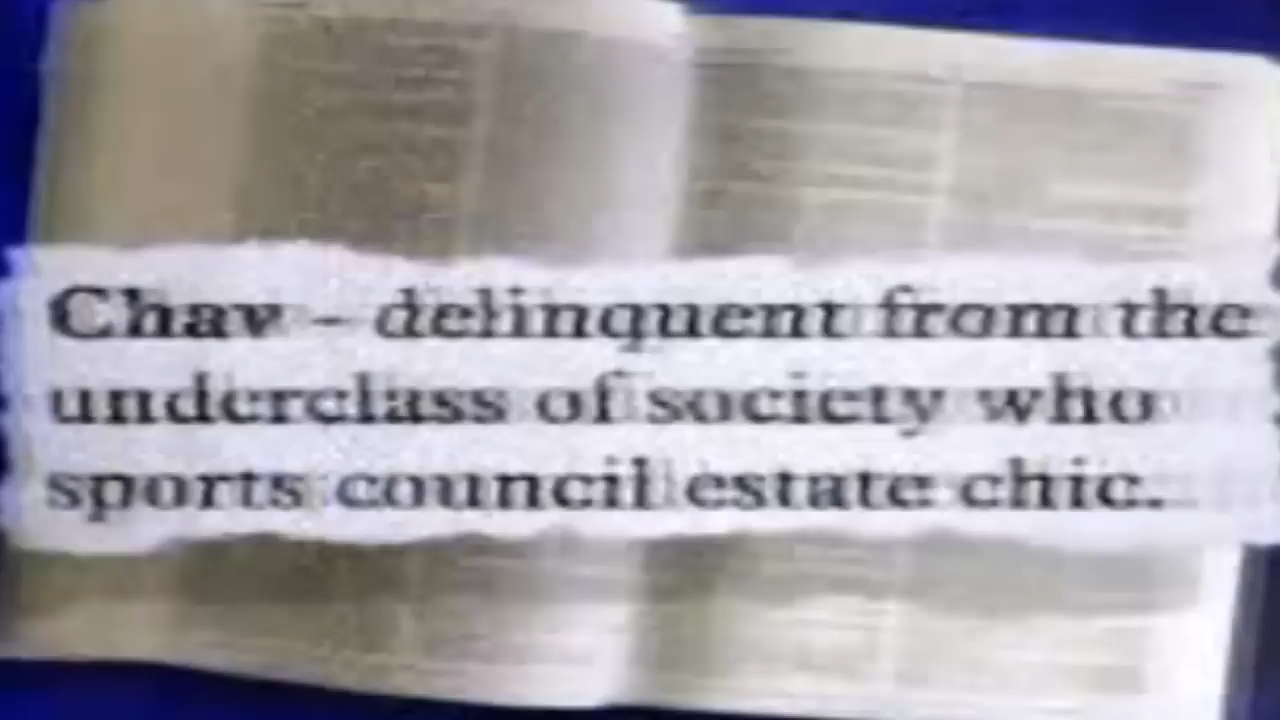 Chav - delinquent from the
underclass of society who
sports council estate chic.